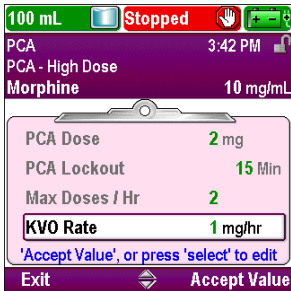 100 mL Stopped
PCA 3:42 PM
PCA - High Dose
Morphine 10 mg/mL
PCA Dose 2 mg
PCA Lockout 15 Min
Max Doses / Hr 2
KVO Rate 1 mg/hr
'Accept Value', or press 'select' to edit
Exit Accept Value